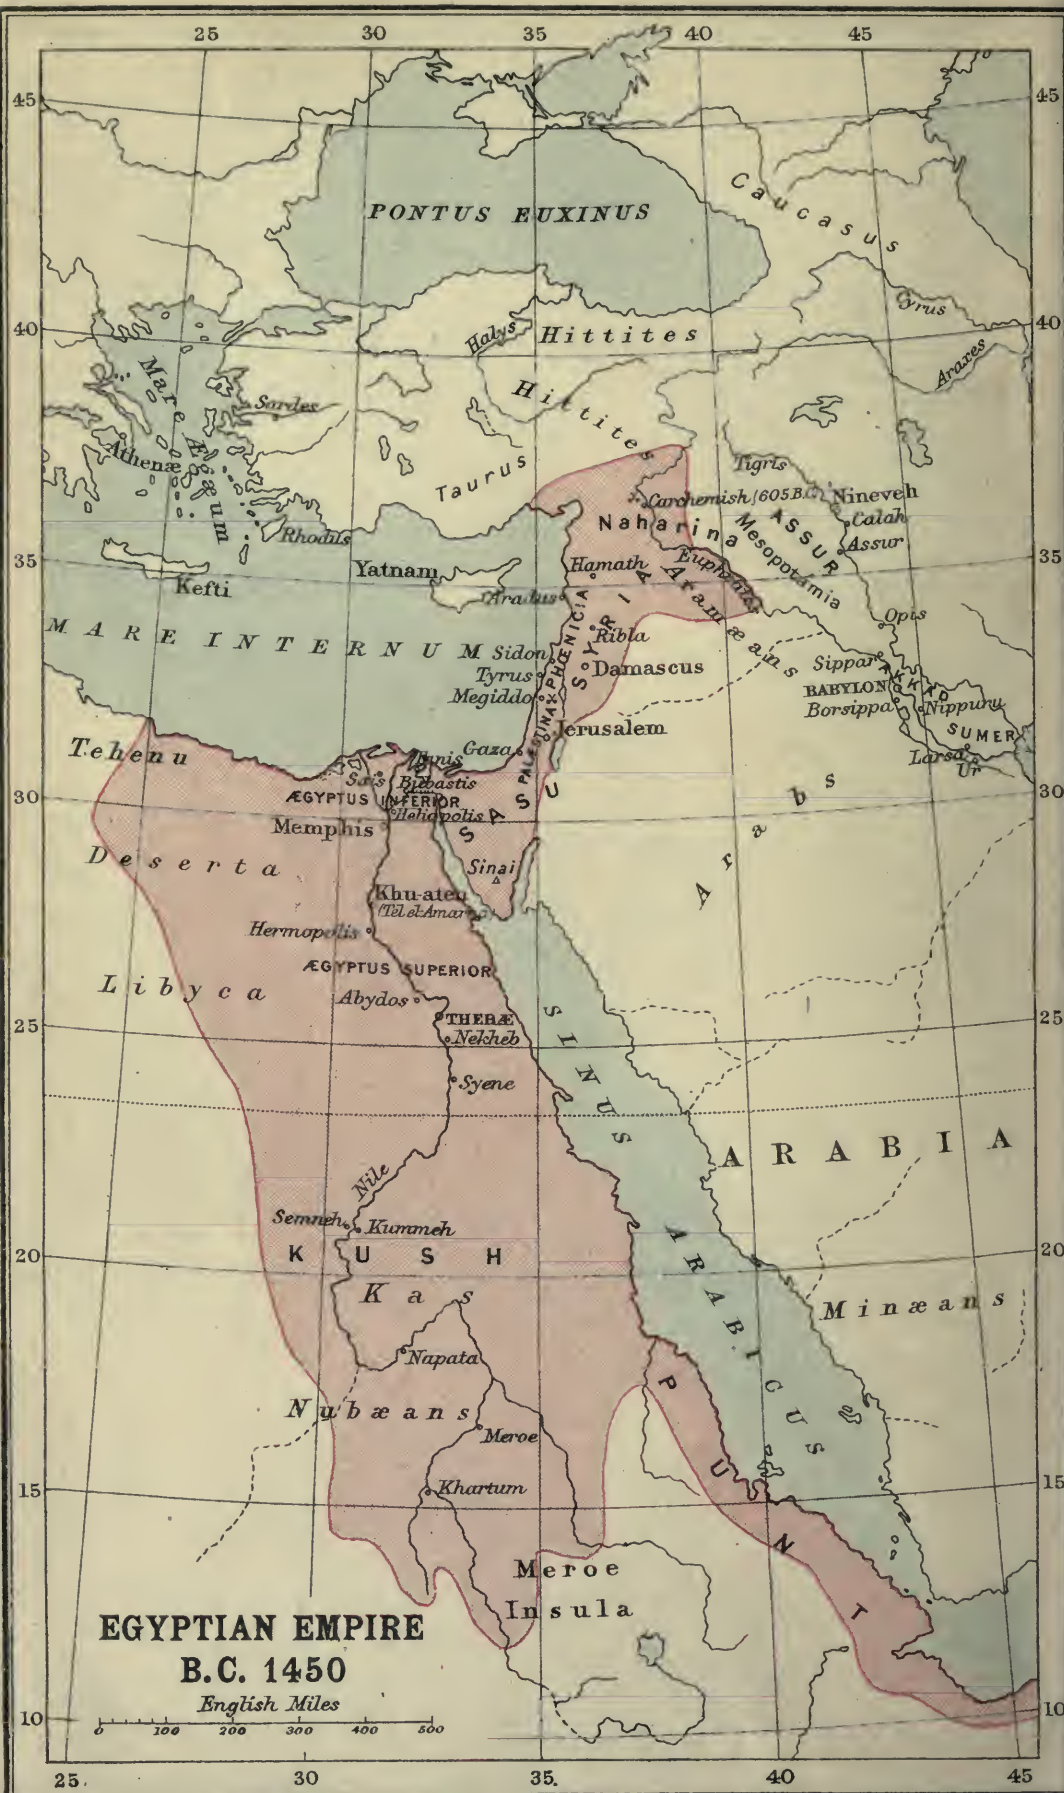 25 30 35 40 45
45 45
Caucasus
PONTUS EUXINUS
Cyrus
40 40
Halys Hittites
Araxes
Mare Ægæum
Hittites
Sardes
Athenæ
Taurus
Tigris
Carchemish (605 B.C.) Nineveh
Naharina ASSUR Calah
Mesopotamia Assur
Rhodus
35 35
Yatnam Hamath Euphrates
Kefti Aradus Aramæans
SYRIA
PHŒNICIA
Opis
MARE INTERNUM Sidon Ribla
Tyrus Damascus Sippar AKKAD
Megiddo BABYLON
Borsippa Nippur
PALESTINA Jerusalem SUMER
Tehenu Tanis Gaza Larsa
Ur
Sais Bubastis
30 ÆGYPTUS INFERIOR 30
Heliopolis SASU Arabs
Memphis
Deserta Sinai
Khu-aten
(Tel el-Amarna)
Hermopolis
ÆGYPTUS SUPERIOR
Libyca Abydos
THEBÆ
25 25
Nekheb
Syene
SINUS ARABICUS
ARABIA
Nile
Semneh Kummeh
20 KUSH 20
Kas
Minæans
Napata
Nubæans
PUNT
Meroe
15 Khartum 15
Meroe
Insula
EGYPTIAN EMPIRE
B.C. 1450
English Miles
10 0 100 200 300 400 500 10
25. 30 35. 40 45